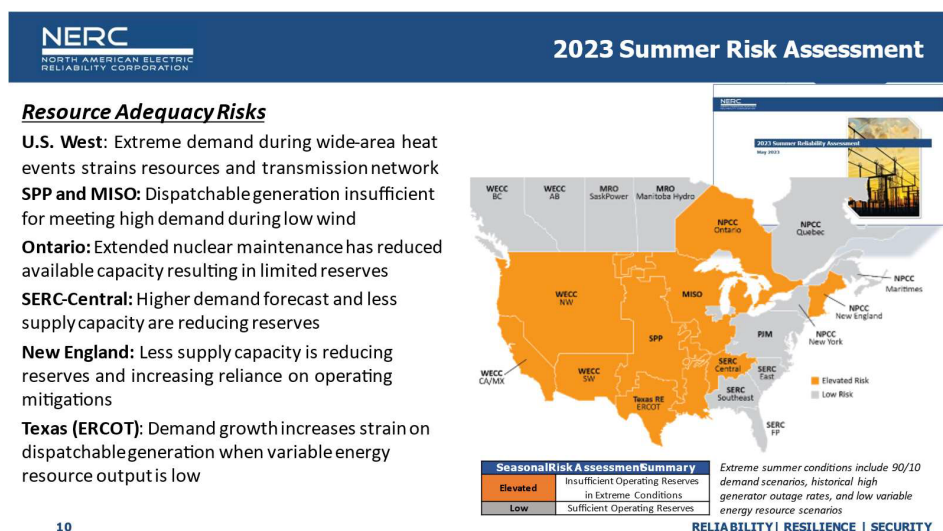 NERC
NORTH AMERICAN ELECTRIC
RELIABILITY CORPORATION
2023 Summer Risk Assessment
Resource Adequacy Risks
U.S. West: Extreme demand during wide-area heat
events strains resources and transmission network
SPP and MISO: Dispatchable generation insufficient
for meeting high demand during low wind
Ontario: Extended nuclear maintenance has reduced
available capacity resulting in limited reserves
SERC-Central: Higher demand forecast and less
supply capacity are reducing reserves
New England: Less supply capacity is reducing
reserves and increasing reliance on operating
mitigations
Texas (ERCOT): Demand growth increases strain on
dispatchable generation when variable energy
resource output is low
NERC
2023 Summer Reliability Assessment
May 2023
WECC
BC
WECC
AB
MRO
SaskPower
MRO
Manitoba Hydro
NPCC
Ontario
NPCC
Quebec
NPCC
Maritimes
NPCC
New England
NPCC
New York
WECC
NW
MISO
SPP
PJM
WECC
CA/MX
WECC
SW
SERC
Central
SERC
East
SERC
Southeast
Texas RE
ERCOT
SERC
FP
Elevated Risk
Low Risk
Seasonal Risk Assessment Summary
Elevated
Insufficient Operating Reserves
in Extreme Conditions
Low
Sufficient Operating Reserves
Extreme summer conditions include 90/10
demand scenarios, historical high
generator outage rates, and low variable
energy resource scenarios
10
RELIABILITY | RESILIENCE | SECURITY